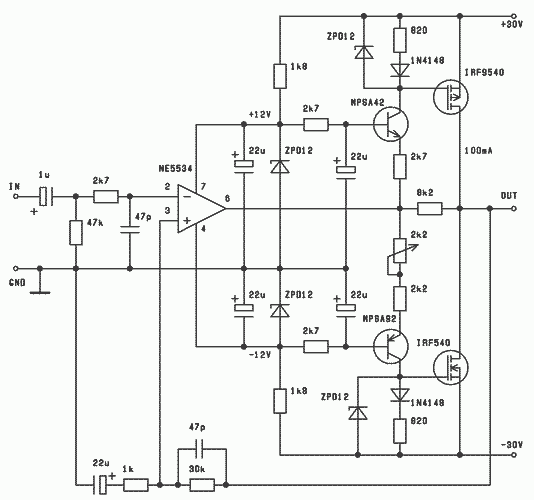 ZPD12
820
+30V
1N4148
1k8
IRF9540
MPSA42
+12V
2k7
22u
ZPD12
22u
100mA
1u
NE5534
2k7
IN
2k7
2
7
6
8k2
OUT
3
47k
47p
4
2k2
GND
22u
ZPD12
22u
2k2
MPSA92
2k7
IRF540
-12V
1k8
ZPD12
1N4148
820
47p
-30V
22u
1k
30k